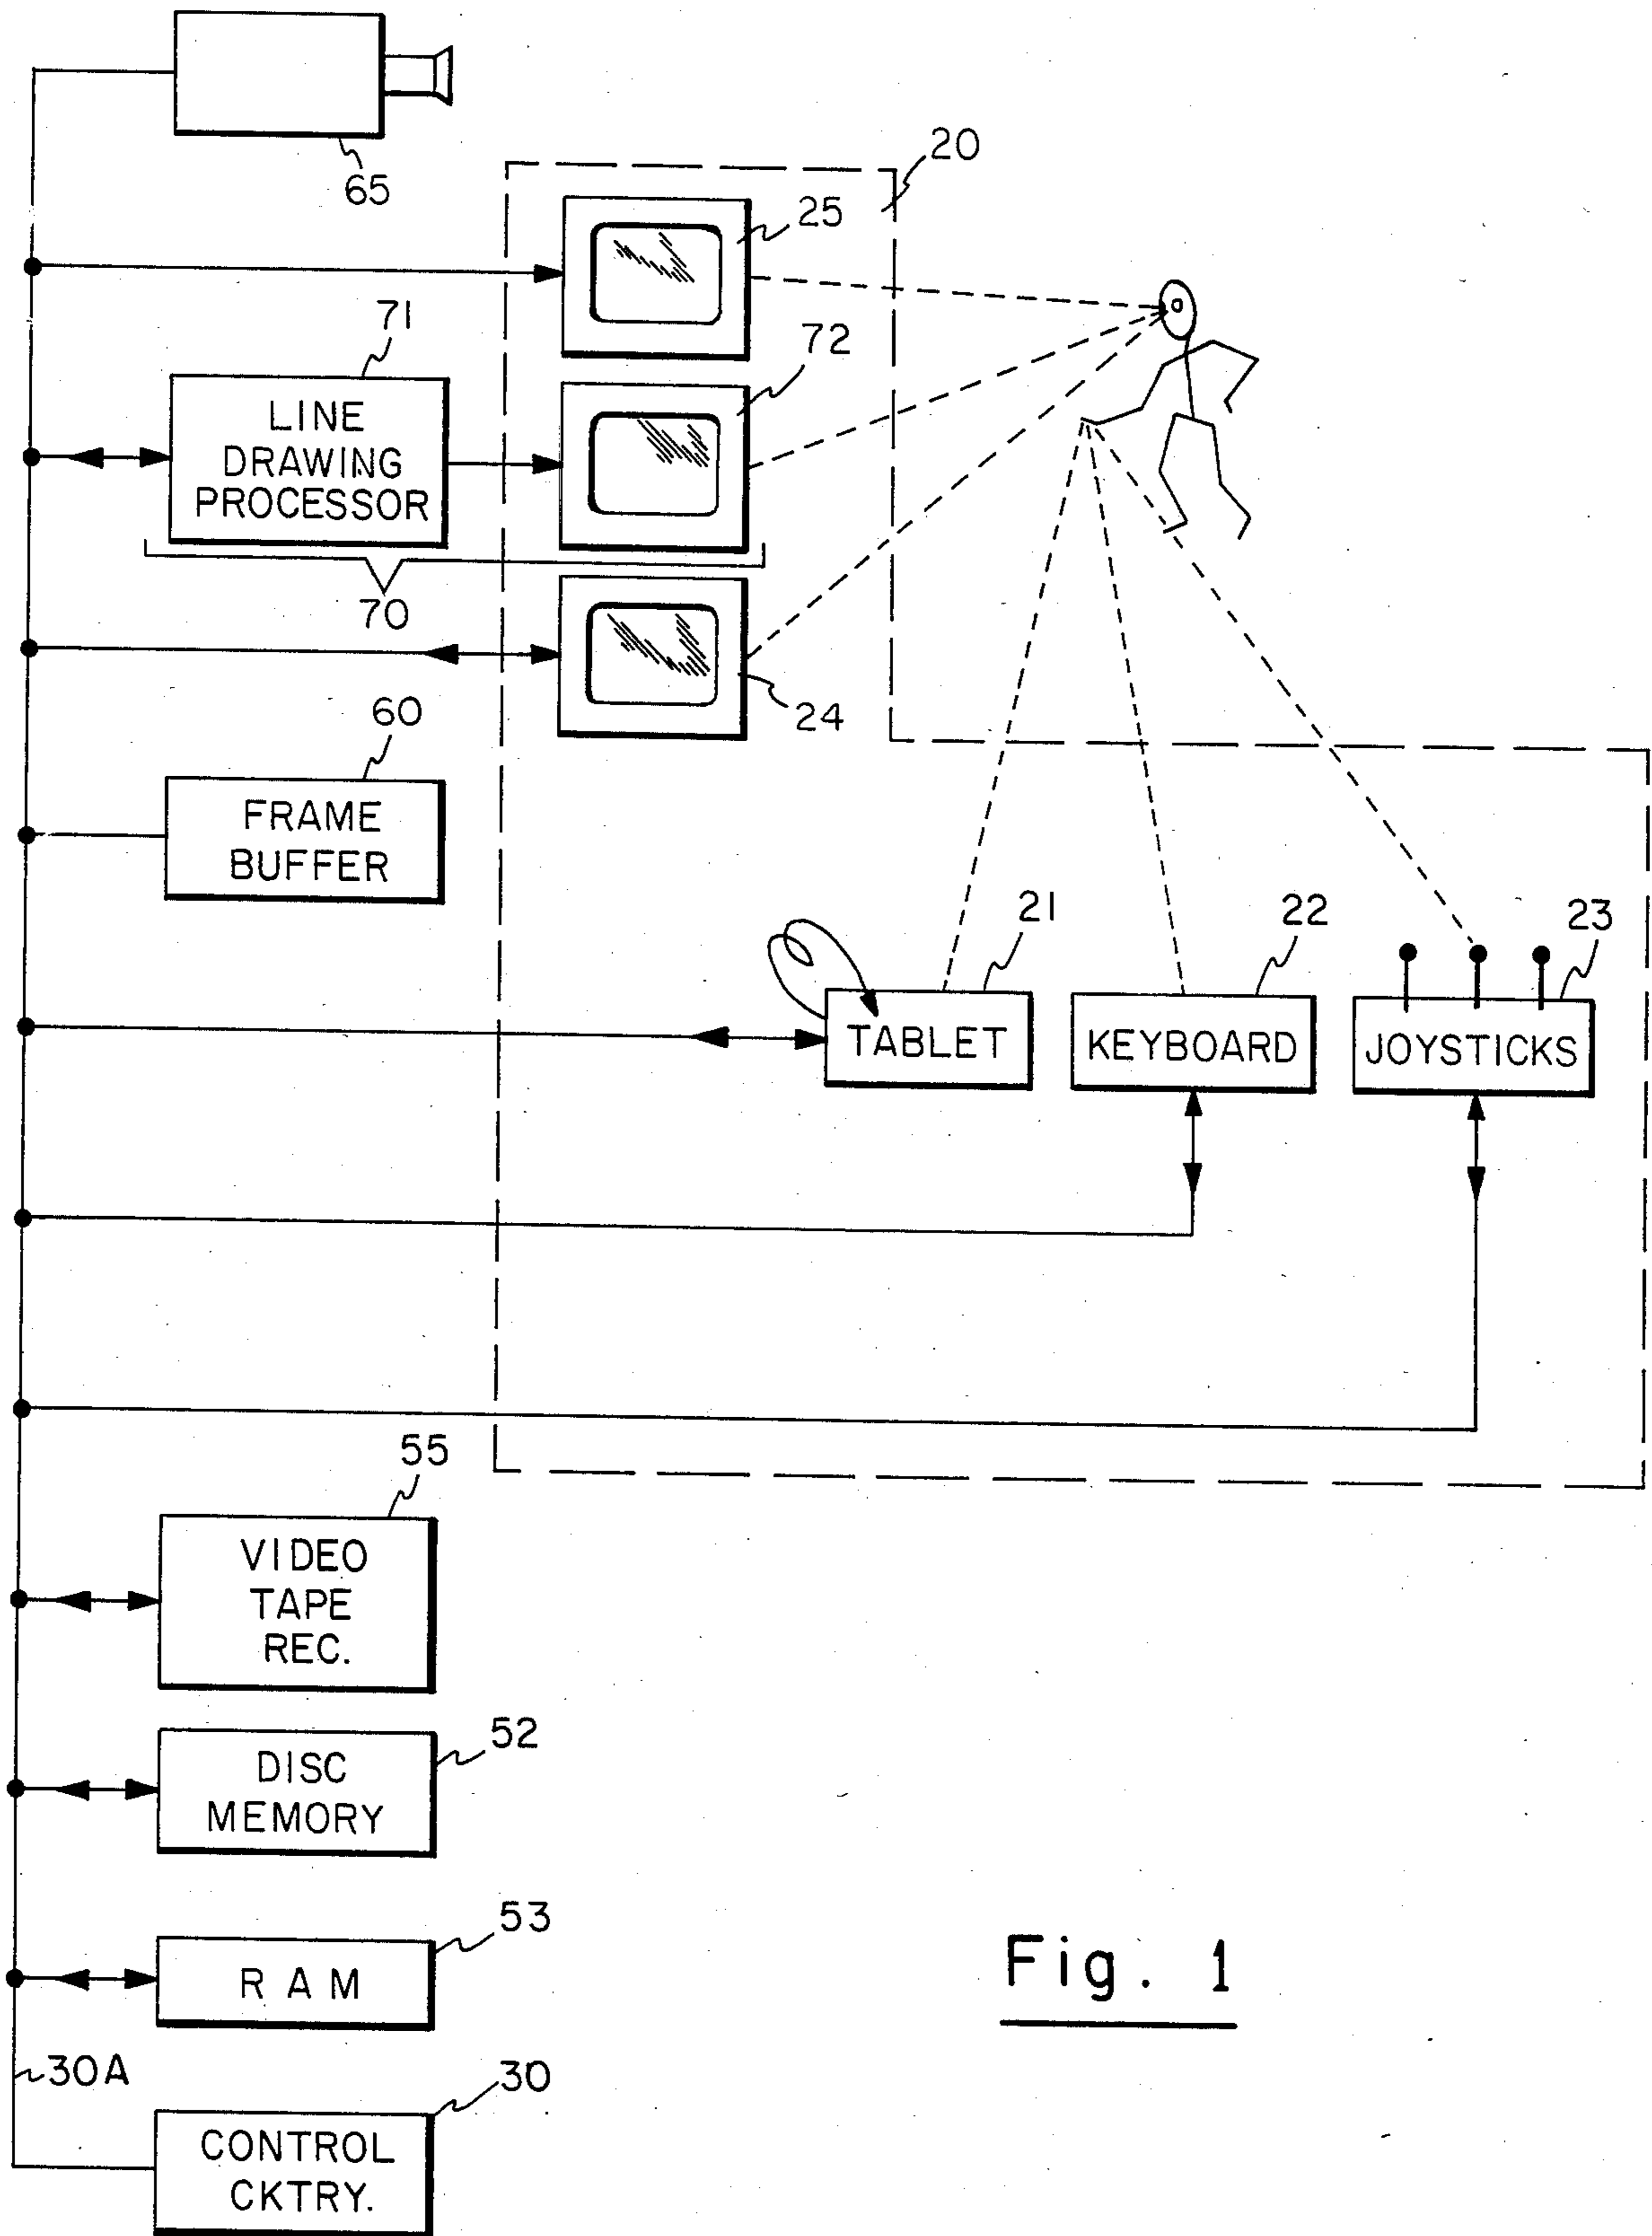 65
20
25
71
72
LINE
DRAWING
PROCESSOR
70
24
60
FRAME
BUFFER
21
22
23
TABLET
KEYBOARD
JOYSTICKS
55
VIDEO
TAPE
REC.
52
DISC
MEMORY
53
R A M
30A
30
CONTROL
CKTRY.
Fig. 1